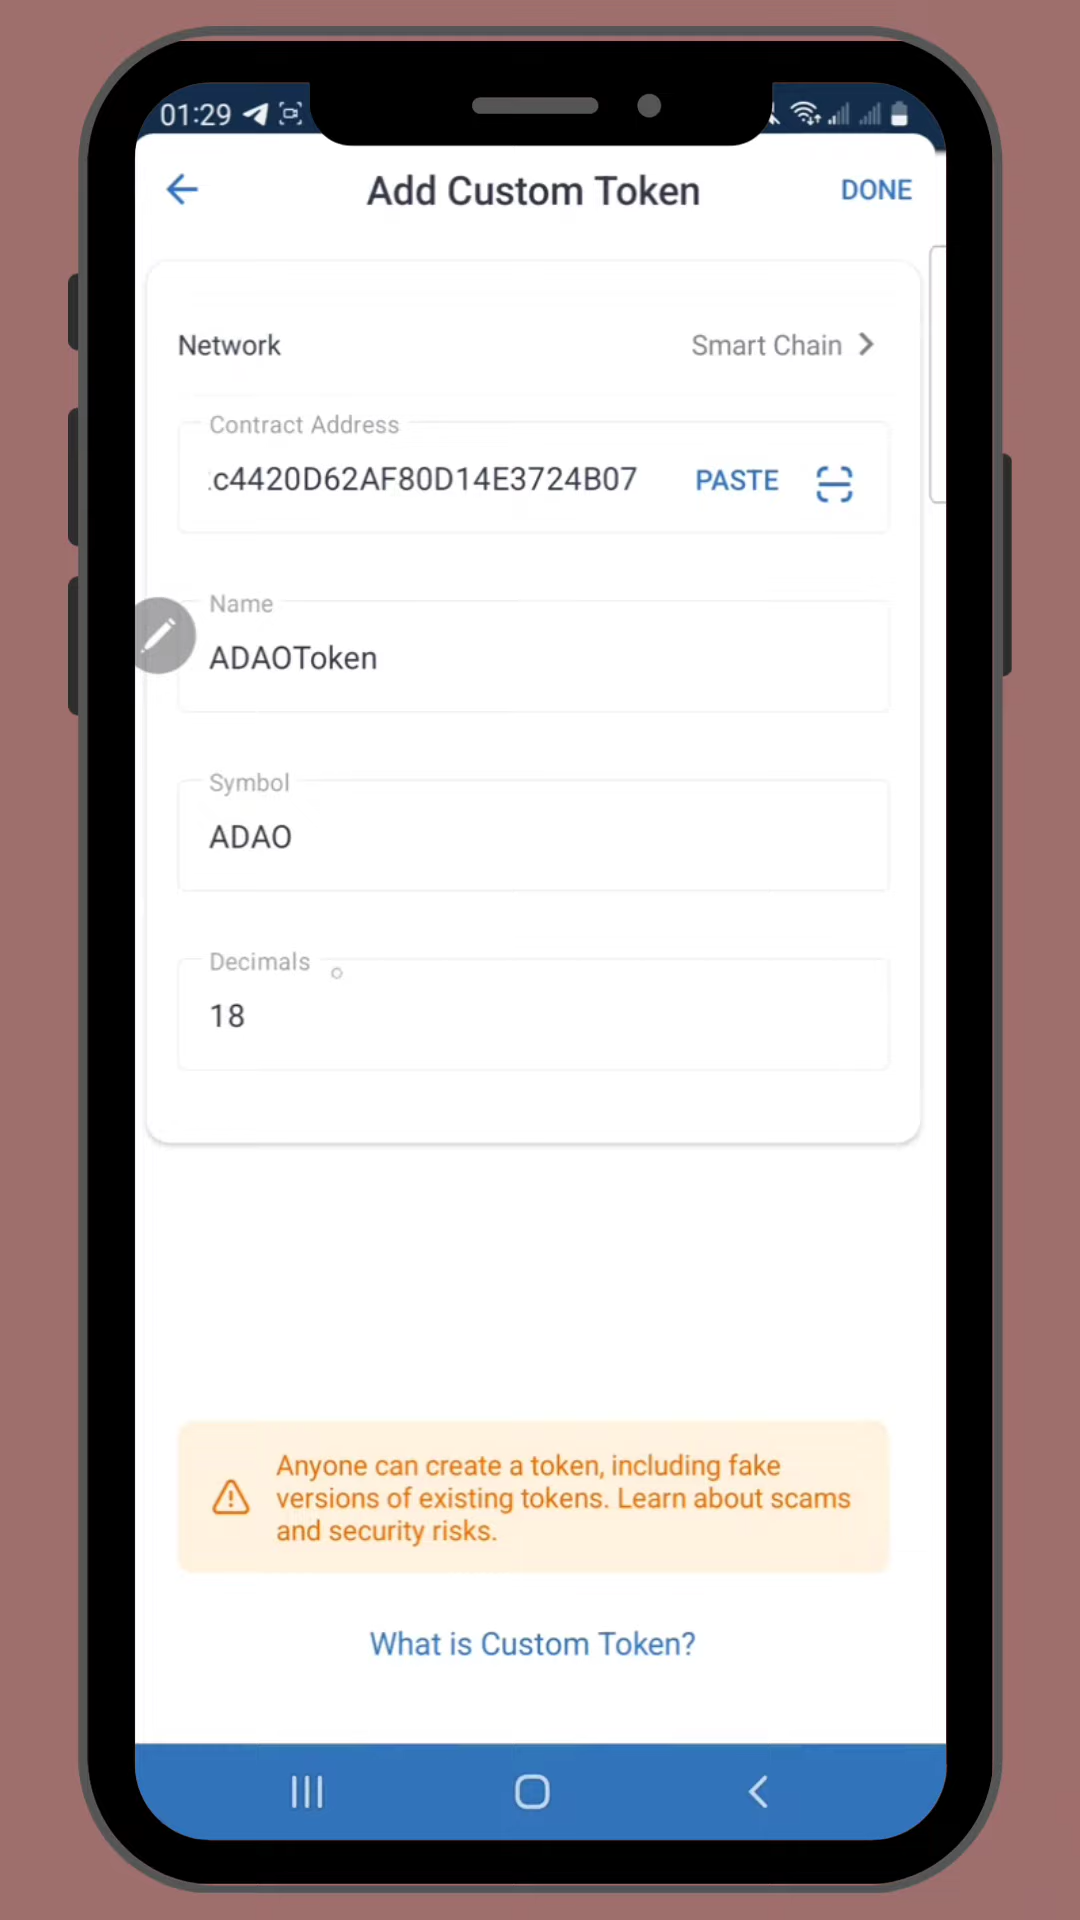 01:29
Add Custom Token
DONE
Network
Smart Chain
Contract Address
c4420D62AF80D14E3724B07
PASTE
Name
ADAOToken
Symbol
ADAO
Decimals
18
Anyone can create a token, including fake
versions of existing tokens. Learn about scams
and security risks.
What is Custom Token?